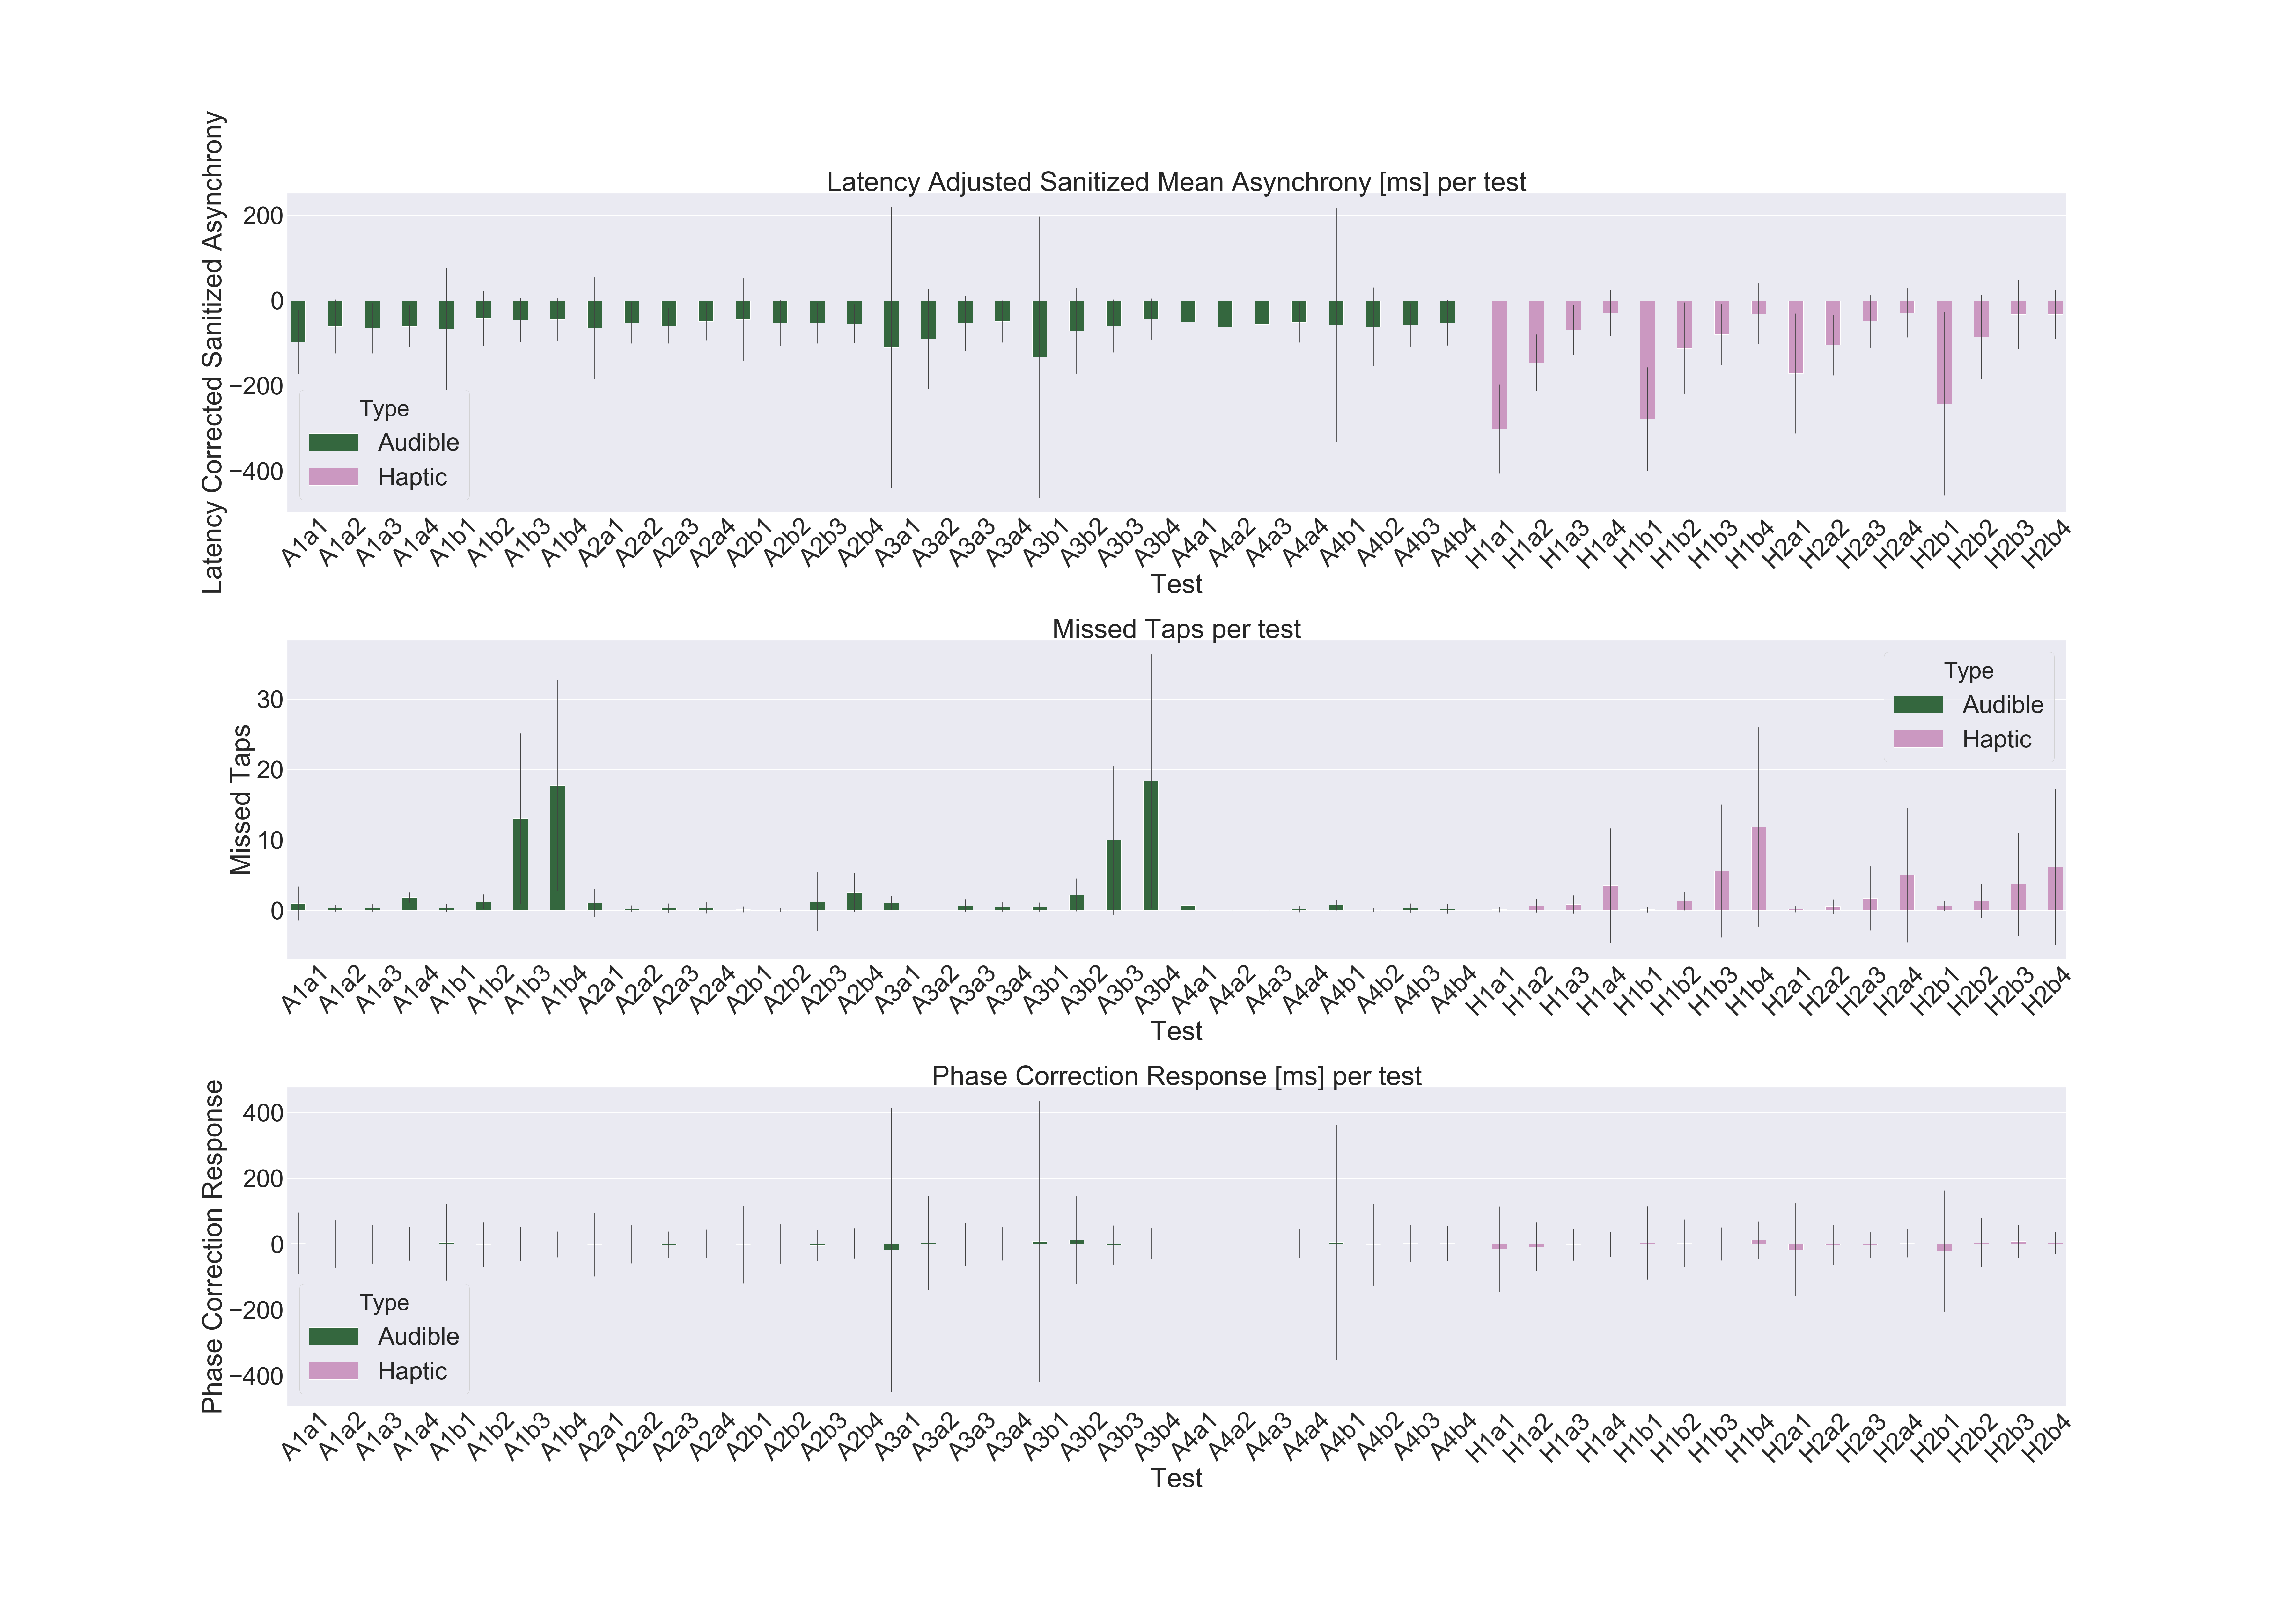 Latency Adjusted Sanitized Mean Asynchrony [ms] per test
Latency Corrected Sanitized Asynchrony
200
0
−200
−400
Type
Audible
Haptic
A1a1 A1a2 A1a3 A1a4 A1b1 A1b2 A1b3 A1b4 A2a1 A2a2 A2a3 A2a4 A2b1 A2b2 A2b3 A2b4 A3a1 A3a2 A3a3 A3a4 A3b1 A3b2 A3b3 A3b4 A4a1 A4a2 A4a3 A4a4 A4b1 A4b2 A4b3 A4b4 H1a1 H1a2 H1a3 H1a4 H1b1 H1b2 H1b3 H1b4 H2a1 H2a2 H2a3 H2a4 H2b1 H2b2 H2b3 H2b4
Test
Missed Taps per test
Missed Taps
30
20
10
0
Type
Audible
Haptic
A1a1 A1a2 A1a3 A1a4 A1b1 A1b2 A1b3 A1b4 A2a1 A2a2 A2a3 A2a4 A2b1 A2b2 A2b3 A2b4 A3a1 A3a2 A3a3 A3a4 A3b1 A3b2 A3b3 A3b4 A4a1 A4a2 A4a3 A4a4 A4b1 A4b2 A4b3 A4b4 H1a1 H1a2 H1a3 H1a4 H1b1 H1b2 H1b3 H1b4 H2a1 H2a2 H2a3 H2a4 H2b1 H2b2 H2b3 H2b4
Test
Phase Correction Response [ms] per test
Phase Correction Response
400
200
0
−200
−400
Type
Audible
Haptic
A1a1 A1a2 A1a3 A1a4 A1b1 A1b2 A1b3 A1b4 A2a1 A2a2 A2a3 A2a4 A2b1 A2b2 A2b3 A2b4 A3a1 A3a2 A3a3 A3a4 A3b1 A3b2 A3b3 A3b4 A4a1 A4a2 A4a3 A4a4 A4b1 A4b2 A4b3 A4b4 H1a1 H1a2 H1a3 H1a4 H1b1 H1b2 H1b3 H1b4 H2a1 H2a2 H2a3 H2a4 H2b1 H2b2 H2b3 H2b4
Test